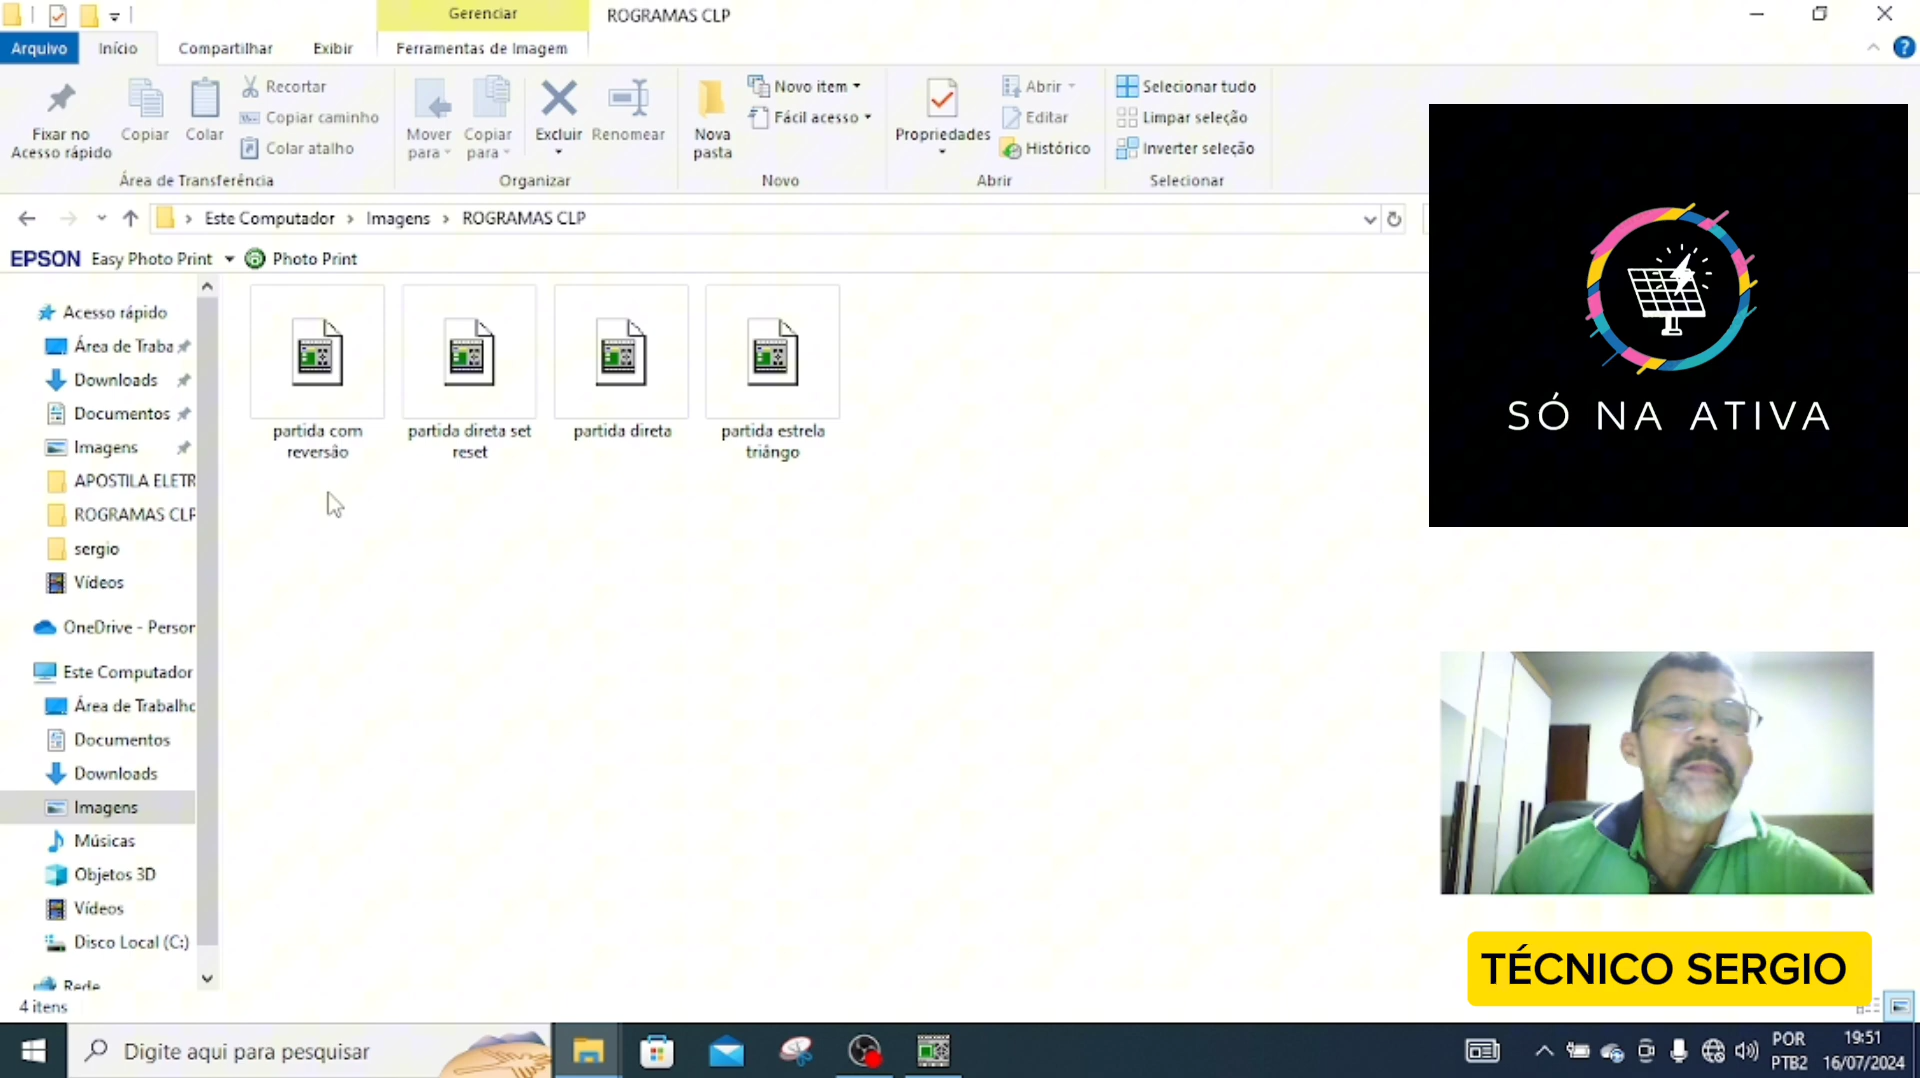 Gerenciar
ROGRAMAS CLP
Arquivo
Início
Compartilhar
Exibir
Ferramentas de Imagem
Fixar no
Acesso rápido
Copiar
Colar
Recortar
Copiar caminho
Colar atalho
Área de Transferência
Mover
para
Copiar
para
Excluir
Renomear
Organizar
Nova
pasta
Novo item
Fácil acesso
Novo
Propriedades
Abrir
Editar
Histórico
Abrir
Selecionar tudo
Limpar seleção
Inverter seleção
Selecionar
Este Computador > Imagens > ROGRAMAS CLP
EPSON Easy Photo Print Photo Print
Acesso rápido
Área de Traba
Downloads
Documentos
Imagens
APOSTILA ELETR
ROGRAMAS CLP
sergio
Vídeos
OneDrive - Person
Este Computador
Área de Trabalho
Documentos
Downloads
Imagens
Músicas
Objetos 3D
Vídeos
Disco Local (C:)
Rede
4 itens
partida com
reversão
partida direta set
reset
partida direta
partida estrela
triángo
SÓ NA ATIVA
TÉCNICO SERGIO
Digite aqui para pesquisar
POR
PTB2
19:51
16/07/2024